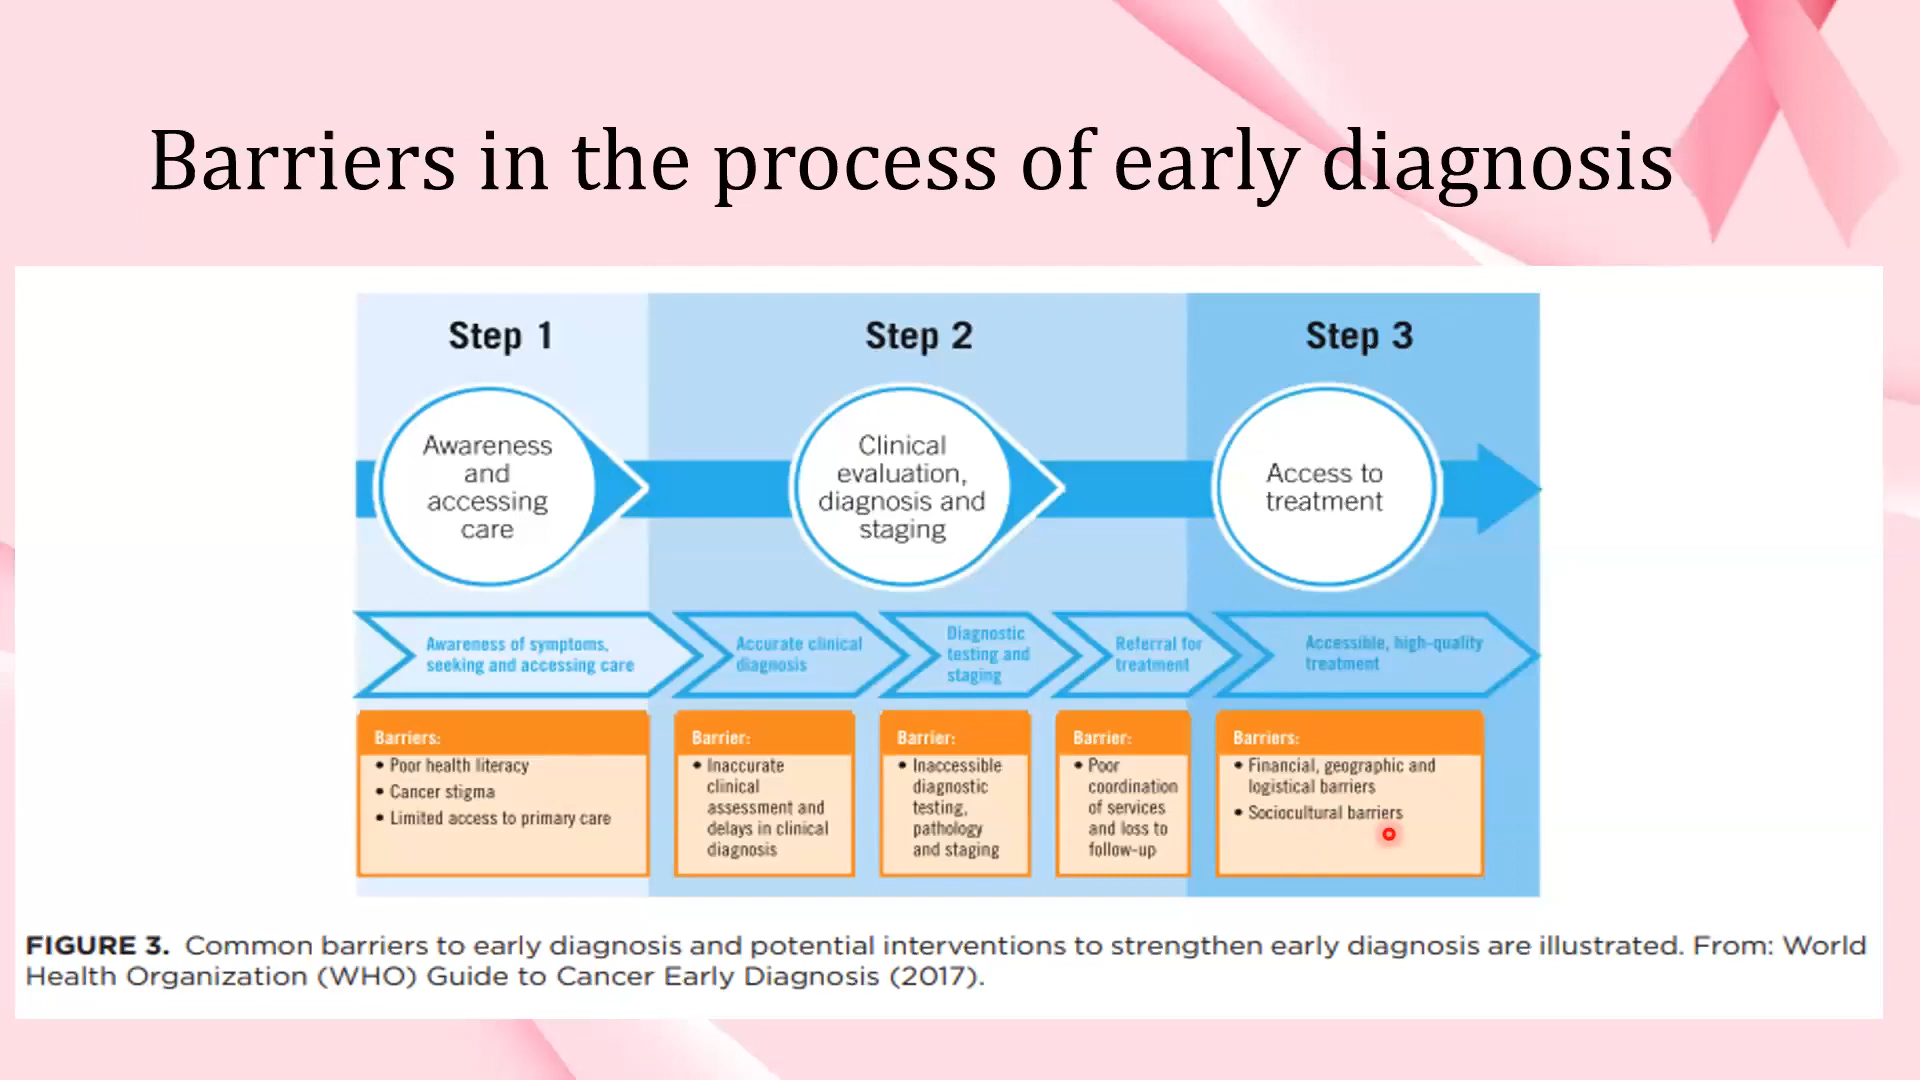 Barriers in the process of early diagnosis
Step 1
Step 2
Step 3
Awareness
and
accessing
care
Clinical
evaluation,
diagnosis and
staging
Access to
treatment
Awareness of symptoms,
seeking and accessing care
Accurate clinical
diagnosis
Diagnostic
testing and
staging
Referral for
treatment
Accessible, high-quality
treatment
Barriers:
• Poor health literacy
• Cancer stigma
• Limited access to primary care
Barrier:
• Inaccurate
clinical
assessment and
delays in clinical
diagnosis
Barrier:
• Inaccessible
diagnostic
testing,
pathology
and staging
Barrier:
• Poor
coordination
of services
and loss to
follow-up
Barriers:
• Financial, geographic and
logistical barriers
• Sociocultural barriers
FIGURE 3. Common barriers to early diagnosis and potential interventions to strengthen early diagnosis are illustrated. From: World
Health Organization (WHO) Guide to Cancer Early Diagnosis (2017).